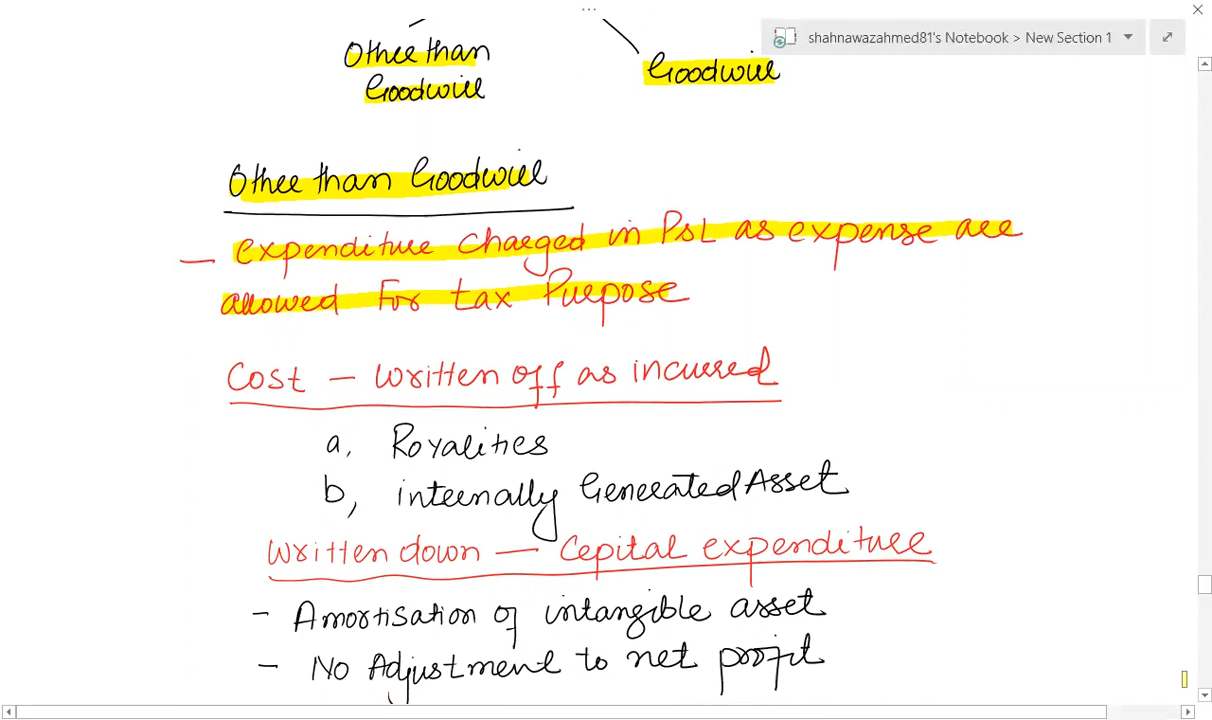 shahnawazahmed81's Notebook > New Section 1
Other than
Goodwill
Goodwill
Other than Goodwill
— expenditure charged in P&L as expense are
allowed For tax Purpose
Cost — written off as incurred
a, Royalities
b, internally Generated Asset
written down — Cepital expenditure
- Amortisation of intangible asset
- No Adjustment to net profit